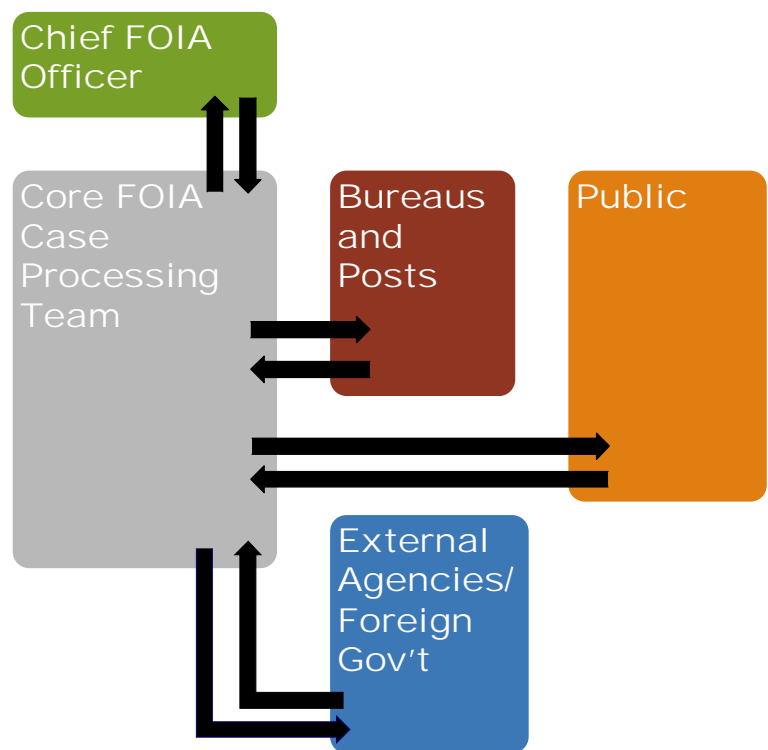 Chief FOIA
Officer
Core FOIA
Case
Processing
Team
Bureaus
and
Posts
Public
External
Agencies/
Foreign
Gov't